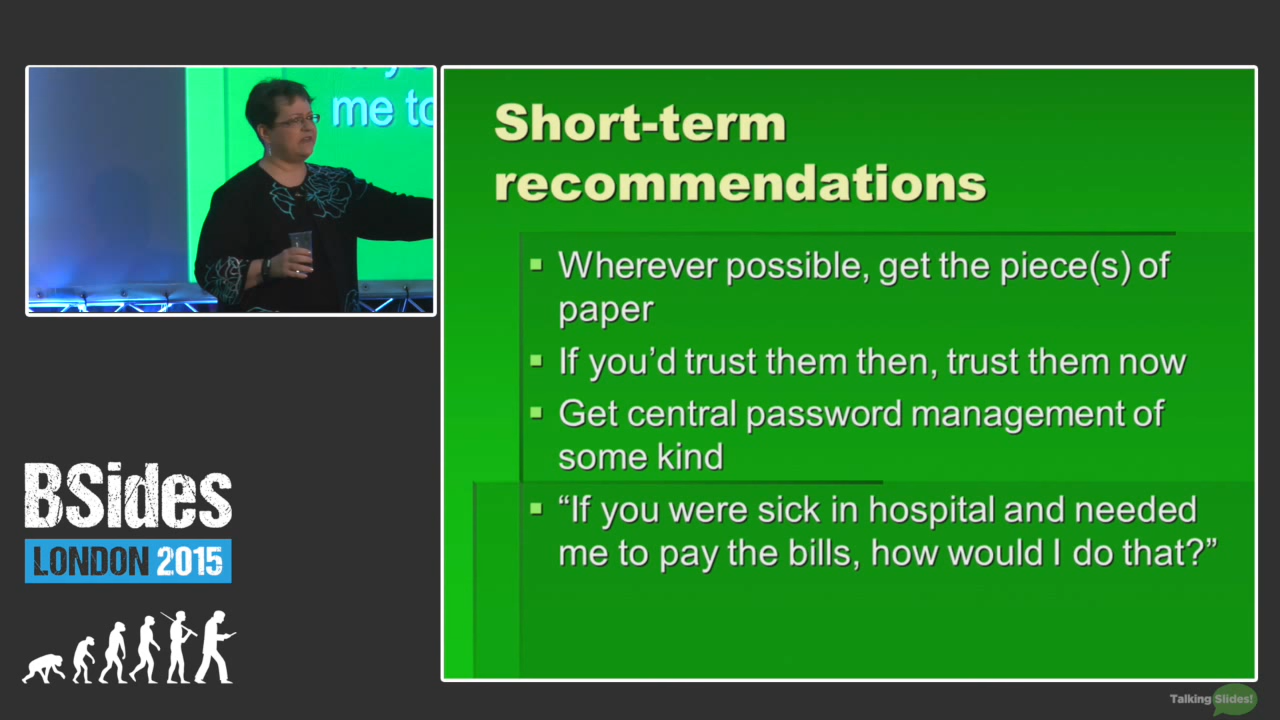 me to
Short-term
recommendations
Wherever possible, get the piece(s) of
paper
If you’d trust them then, trust them now
Get central password management of
some kind
“If you were sick in hospital and needed
me to pay the bills, how would I do that?”
BSides
LONDON 2015
Talking Slides!